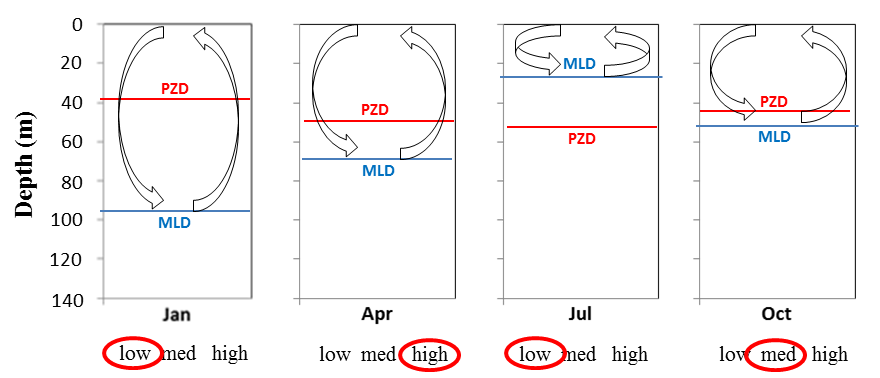 Depth (m)
0
20
40
60
80
100
120
140
PZD
MLD
Jan
low med high
PZD
MLD
Apr
low med high
MLD
PZD
Jul
low med high
PZD
MLD
Oct
low med high